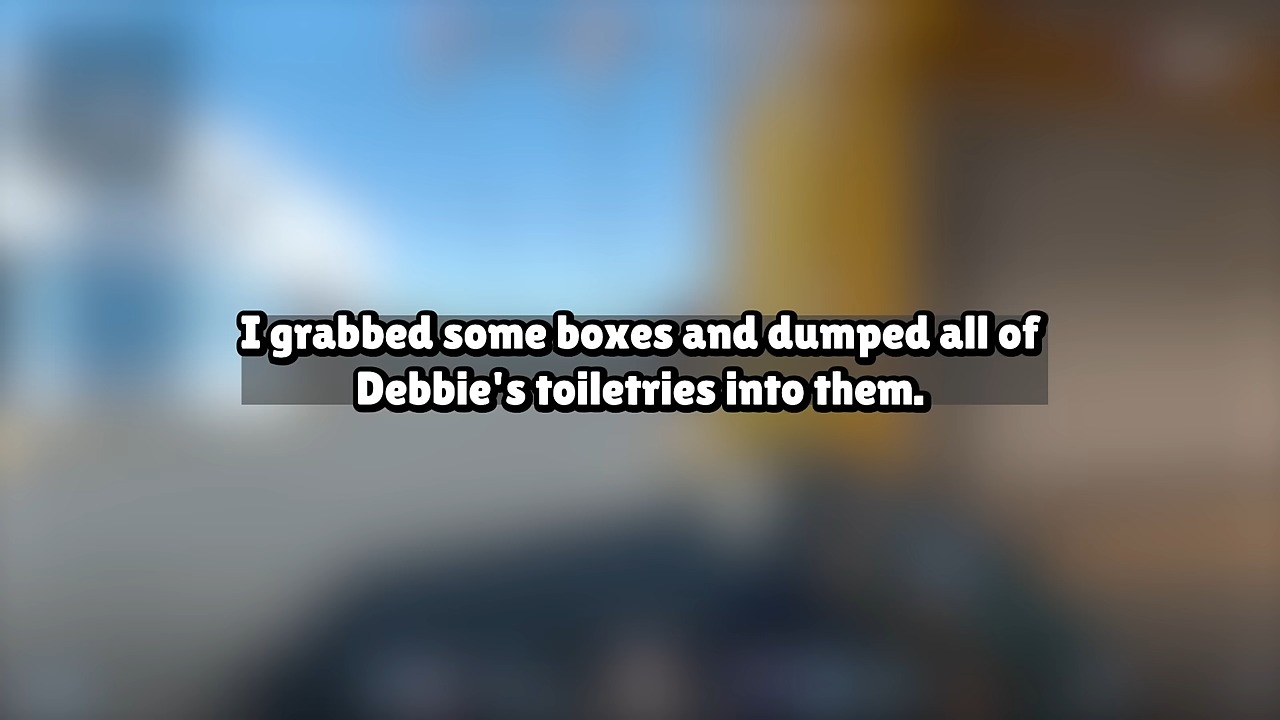 I grabbed some boxes and dumped all of
Debbie's toiletries into them.